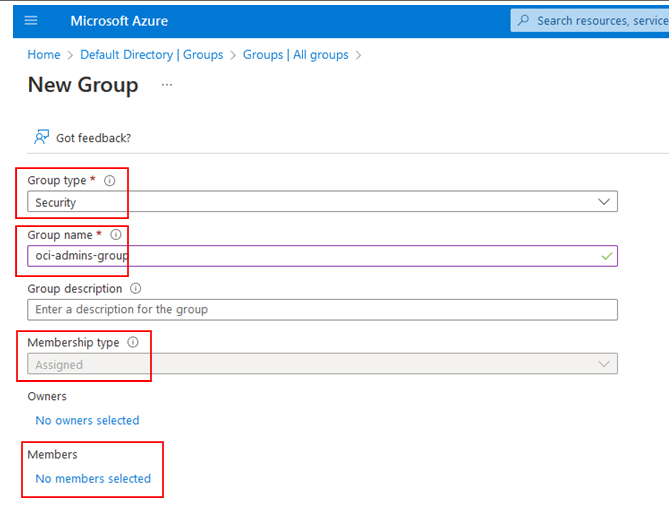 Microsoft Azure
Search resources, service
Home > Default Directory | Groups > Groups | All groups >
New Group ...
Got feedback?
Group type *
Security
Group name *
oci-admins-group
Group description
Enter a description for the group
Membership type
Assigned
Owners
No owners selected
Members
No members selected